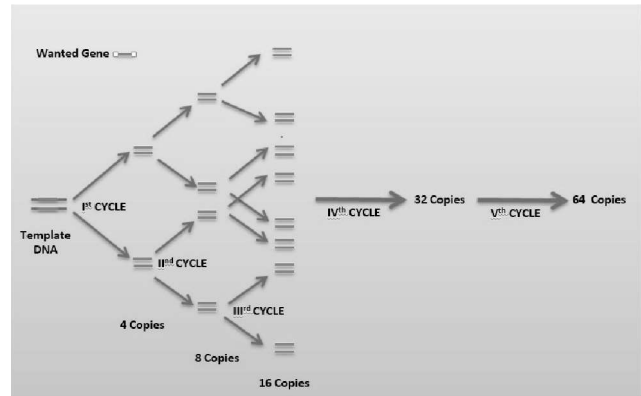 Wanted Gene
Template
DNA
Iˢᵗ CYCLE
IIⁿᵈ CYCLE
IIIʳᵈ CYCLE
4 Copies
8 Copies
16 Copies
IVᵗʰ CYCLE
32 Copies
Vᵗʰ CYCLE
64 Copies